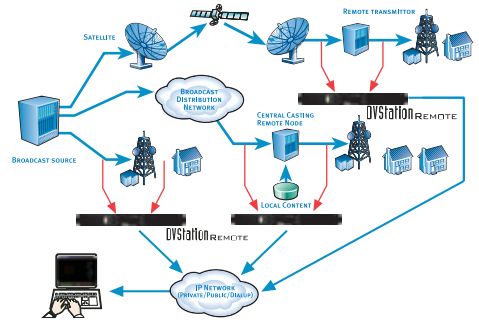 Satellite
Remote transmittor
Broadcast
Distribution
Network
Central Casting
Remote Node
DVStation Remote
Broadcast source
Local Content
DVStation Remote
IP Network
(Private/Public/Dialup)